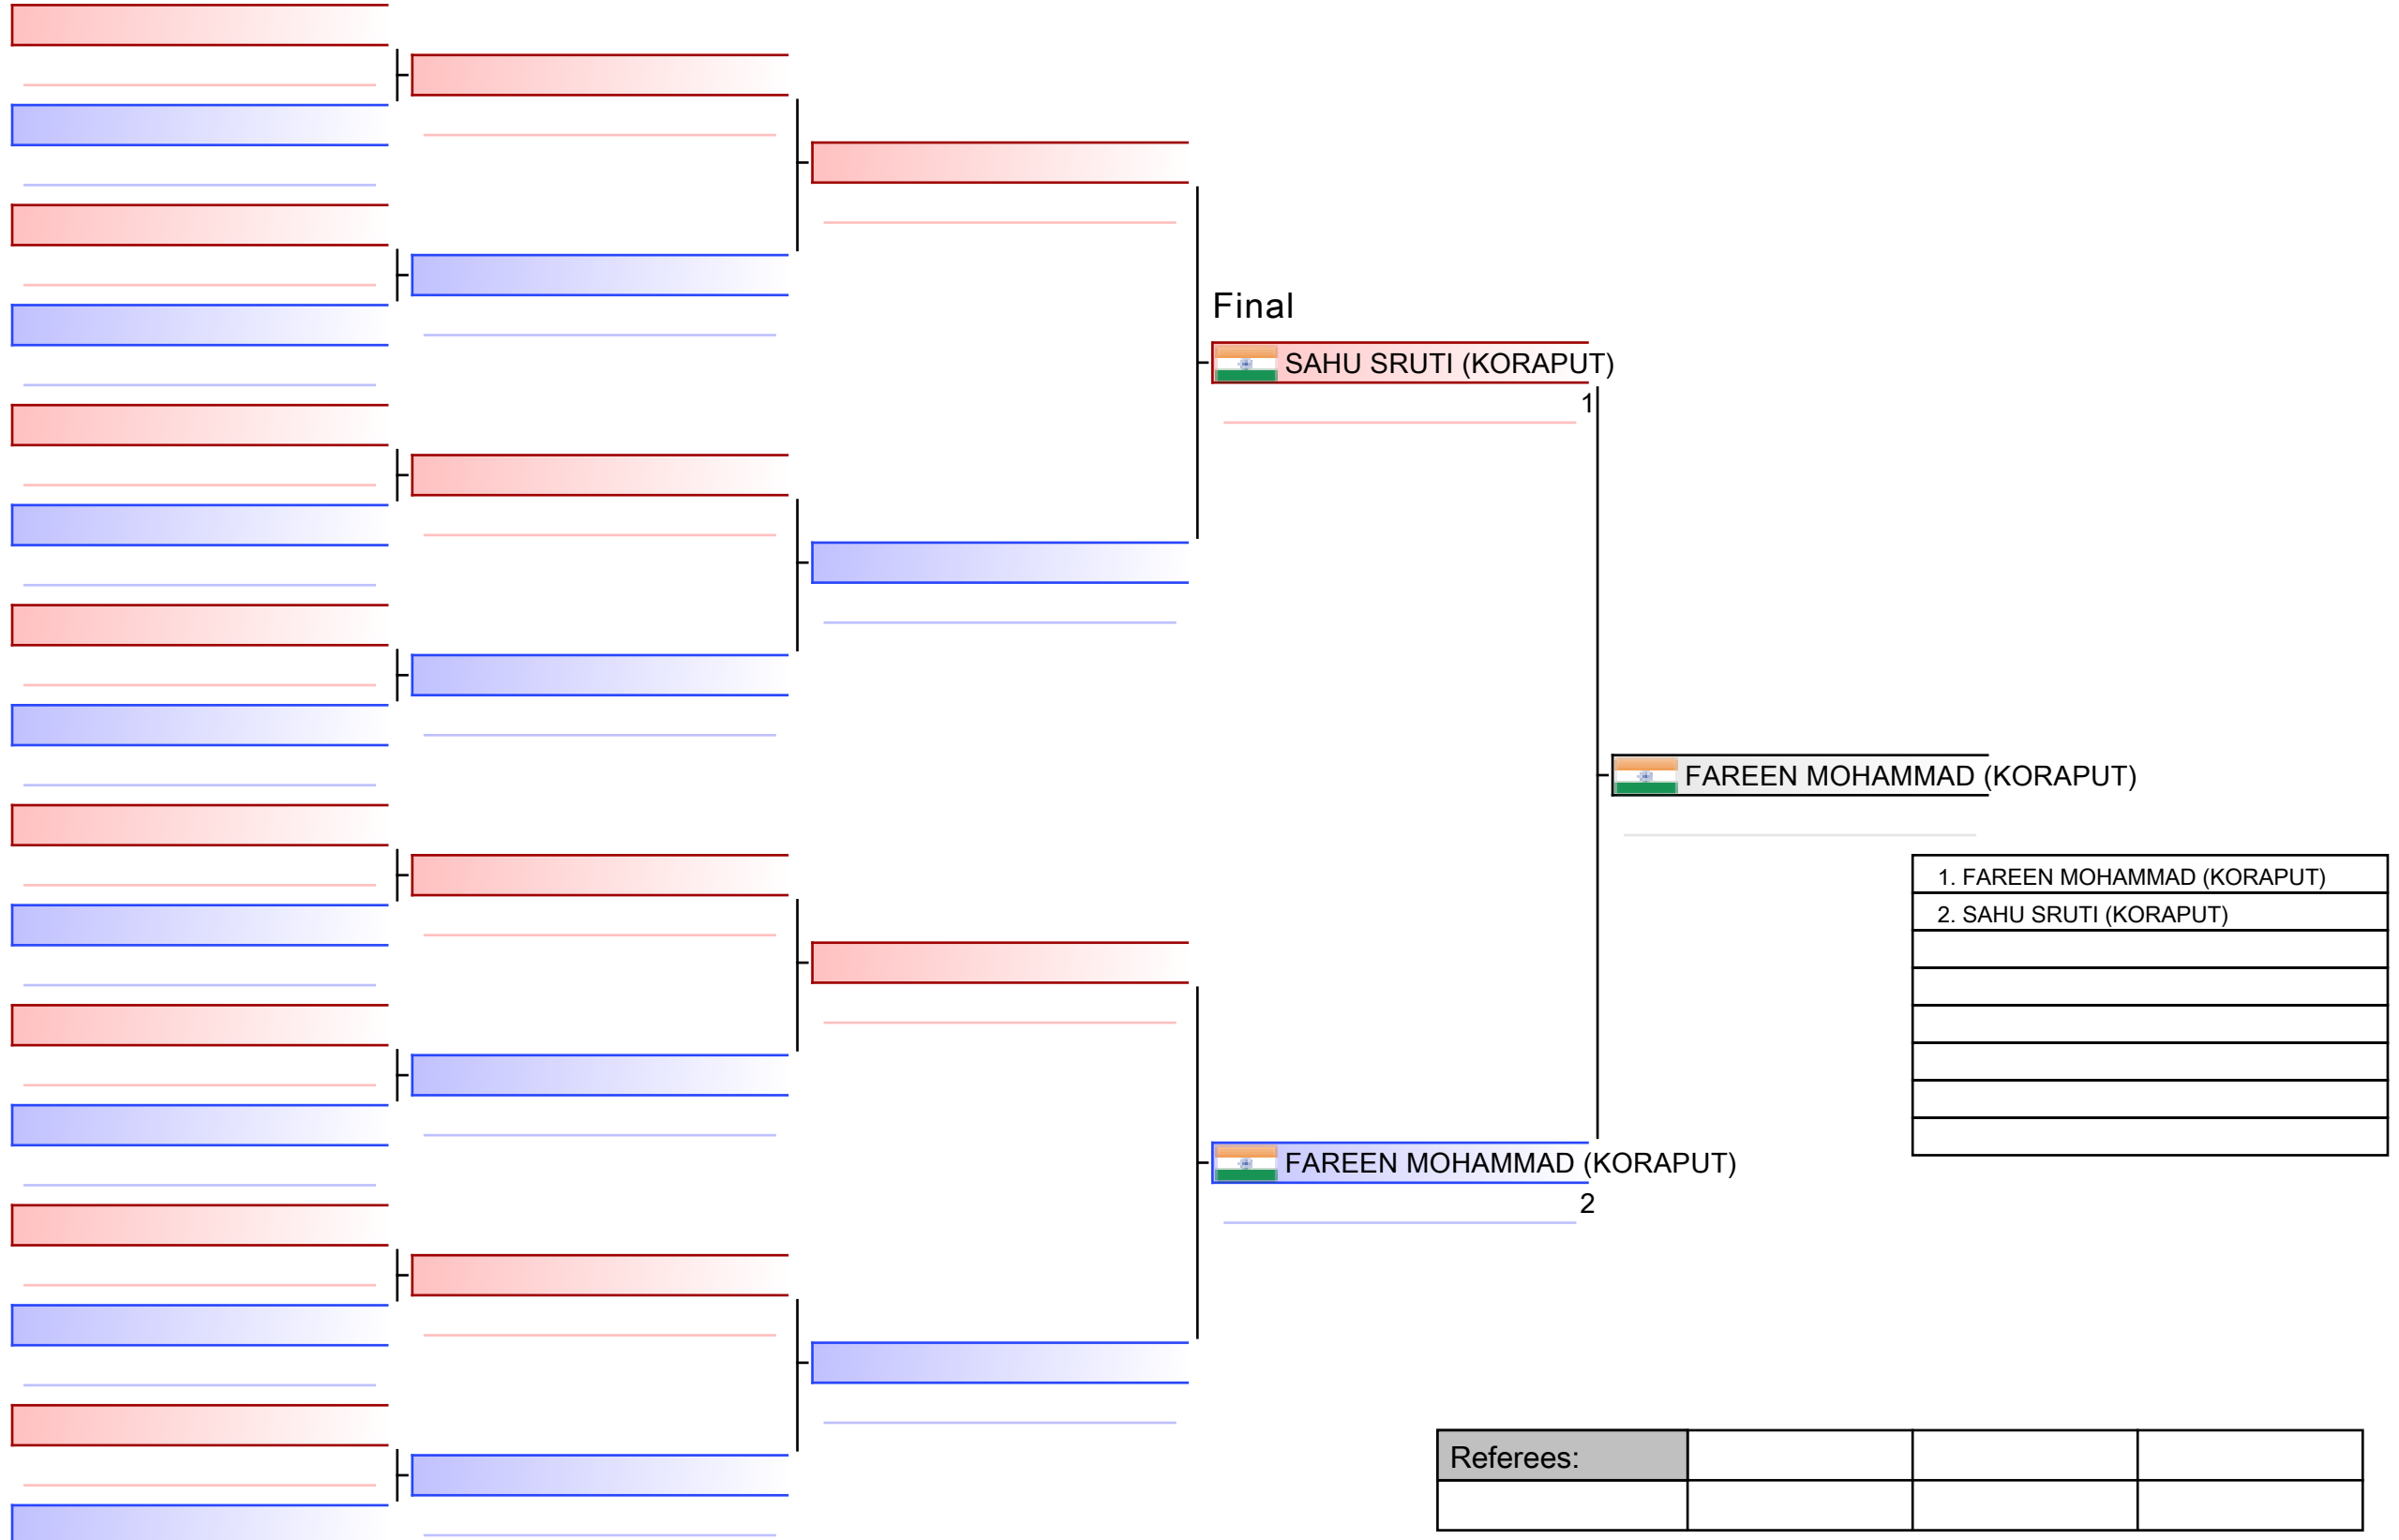 Final
SAHU SRUTI (KORAPUT)
1
FAREEN MOHAMMAD (KORAPUT)
1. FAREEN MOHAMMAD (KORAPUT)
2. SAHU SRUTI (KORAPUT)
FAREEN MOHAMMAD (KORAPUT)
2
Referees: